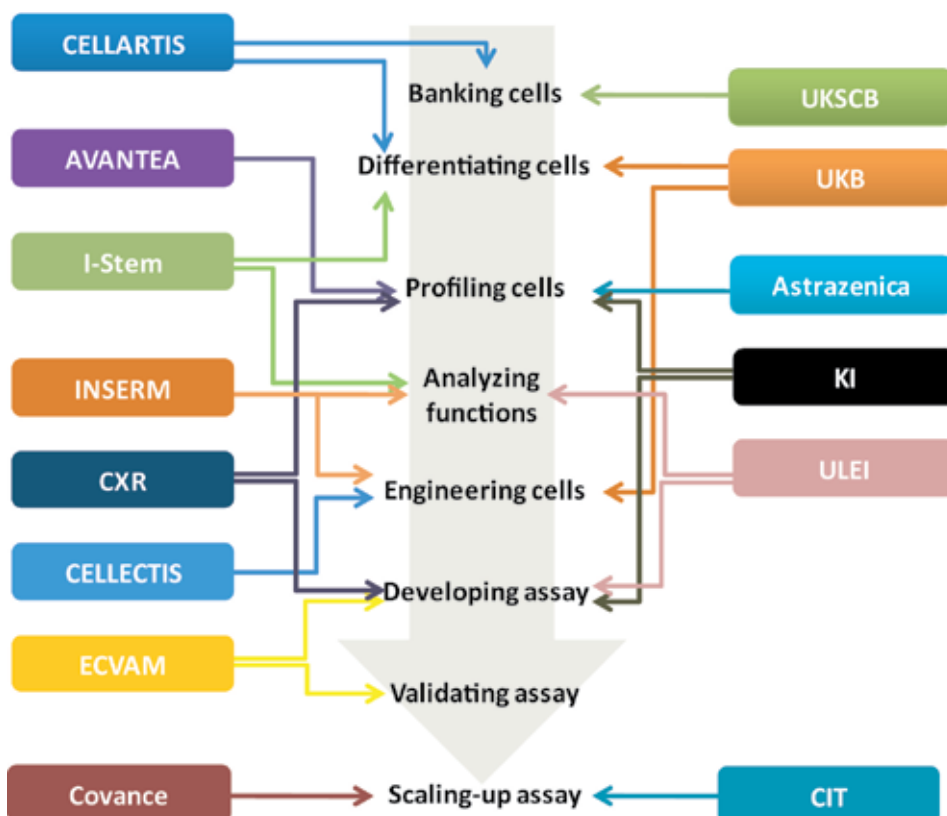 CELLARTIS
Banking cells
UKSCB
AVANTEA
Differentiating cells
UKB
I-Stem
Profiling cells
Astrazenica
INSERM
Analyzing
functions
KI
CXR
Engineering cells
ULEI
CELLECTIS
Developing assay
ECVAM
Validating assay
Covance
Scaling-up assay
CIT